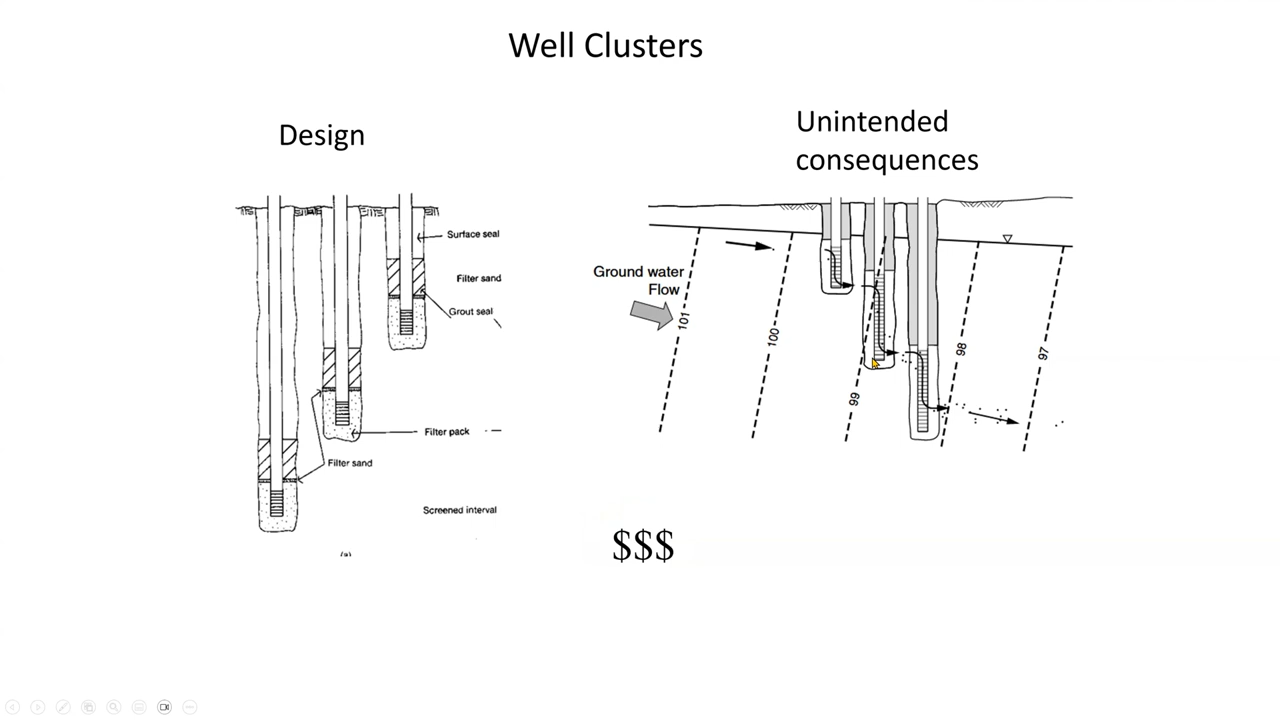 Well Clusters
Design
Unintended
consequences
Surface seal
Filter sand
Grout seal
Filter pack
Filter sand
Screened interval
(a)
Ground water
Flow
101
100
99
98
97
$$$